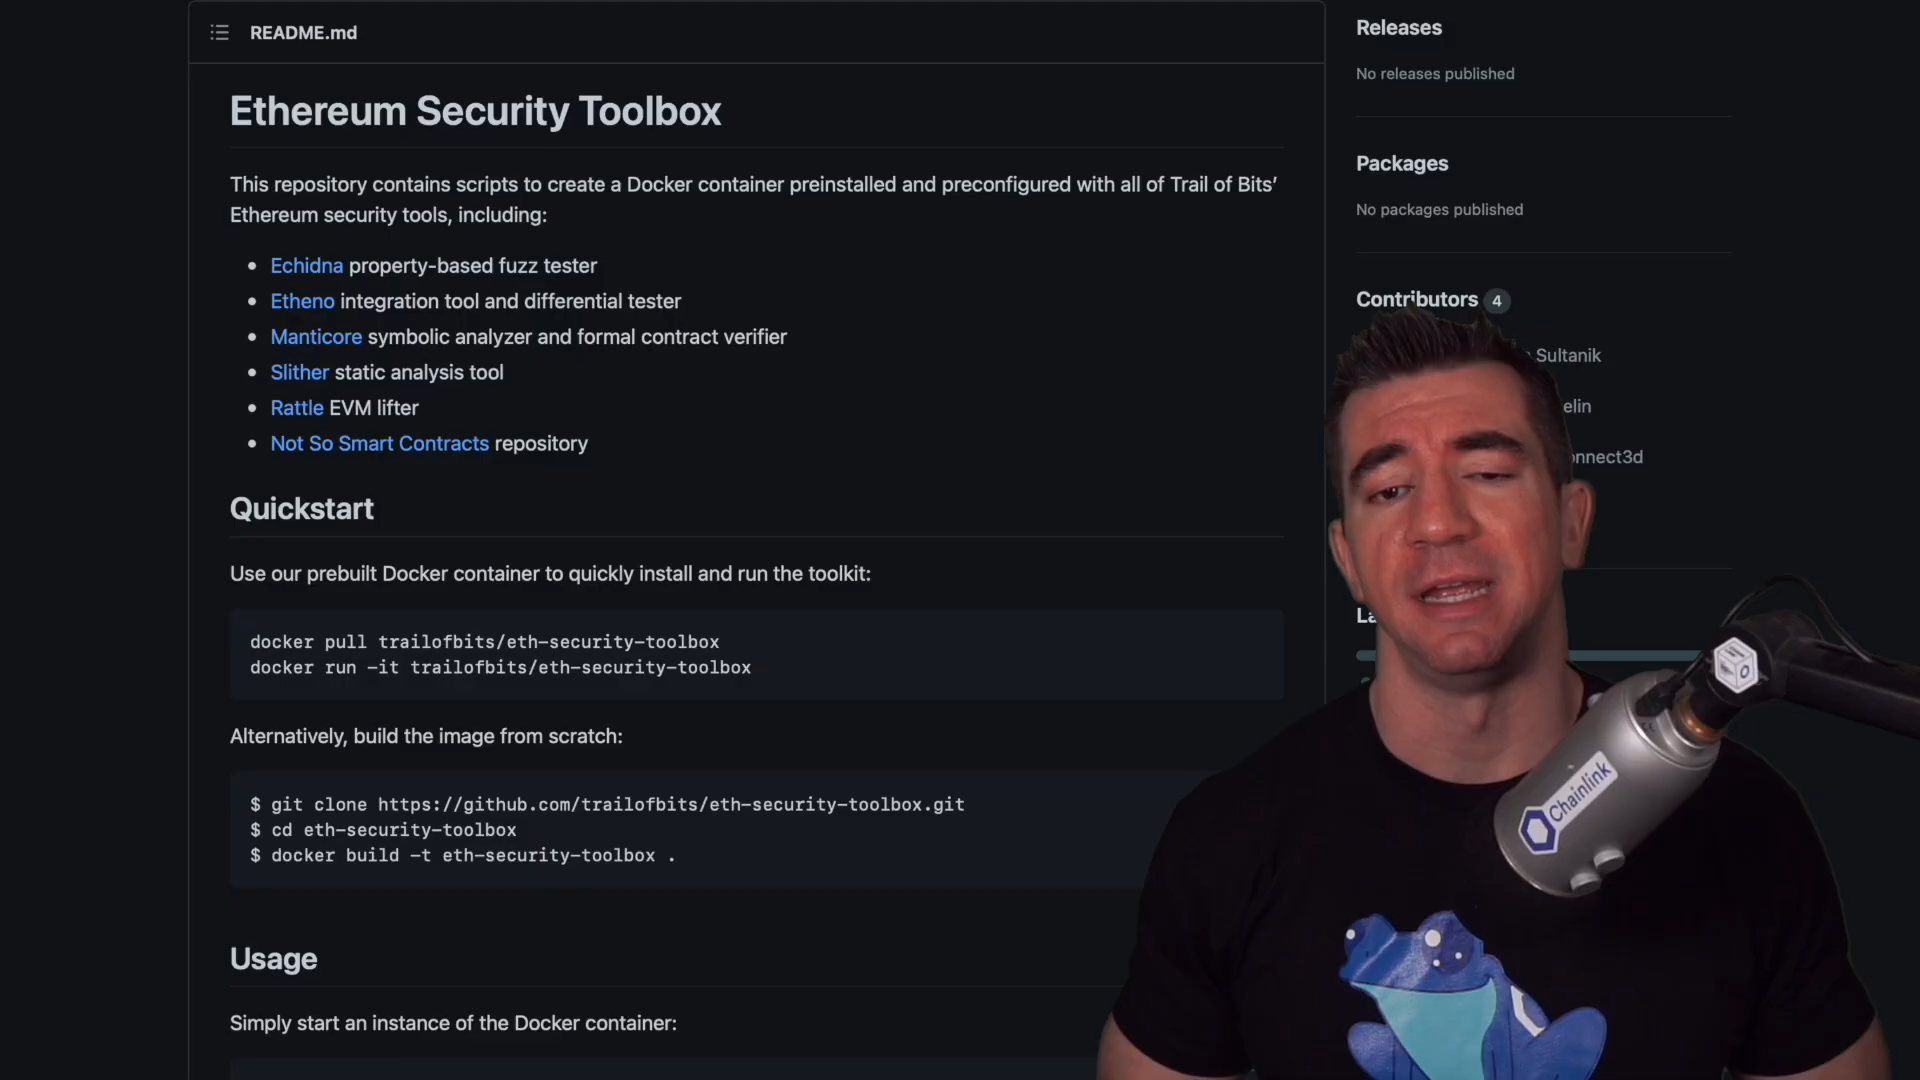 README.md
Ethereum Security Toolbox
This repository contains scripts to create a Docker container preinstalled and preconfigured with all of Trail of Bits’
Ethereum security tools, including:
Echidna property-based fuzz tester
Etheno integration tool and differential tester
Manticore symbolic analyzer and formal contract verifier
Slither static analysis tool
Rattle EVM lifter
Not So Smart Contracts repository
Quickstart
Use our prebuilt Docker container to quickly install and run the toolkit:
docker pull trailofbits/eth-security-toolbox
docker run -it trailofbits/eth-security-toolbox
Alternatively, build the image from scratch:
$ git clone https://github.com/trailofbits/eth-security-toolbox.git
$ cd eth-security-toolbox
$ docker build -t eth-security-toolbox .
Usage
Simply start an instance of the Docker container:
Releases
No releases published
Packages
No packages published
Contributors 4
Sultanik
elin
onnect3d
La
Chainlink